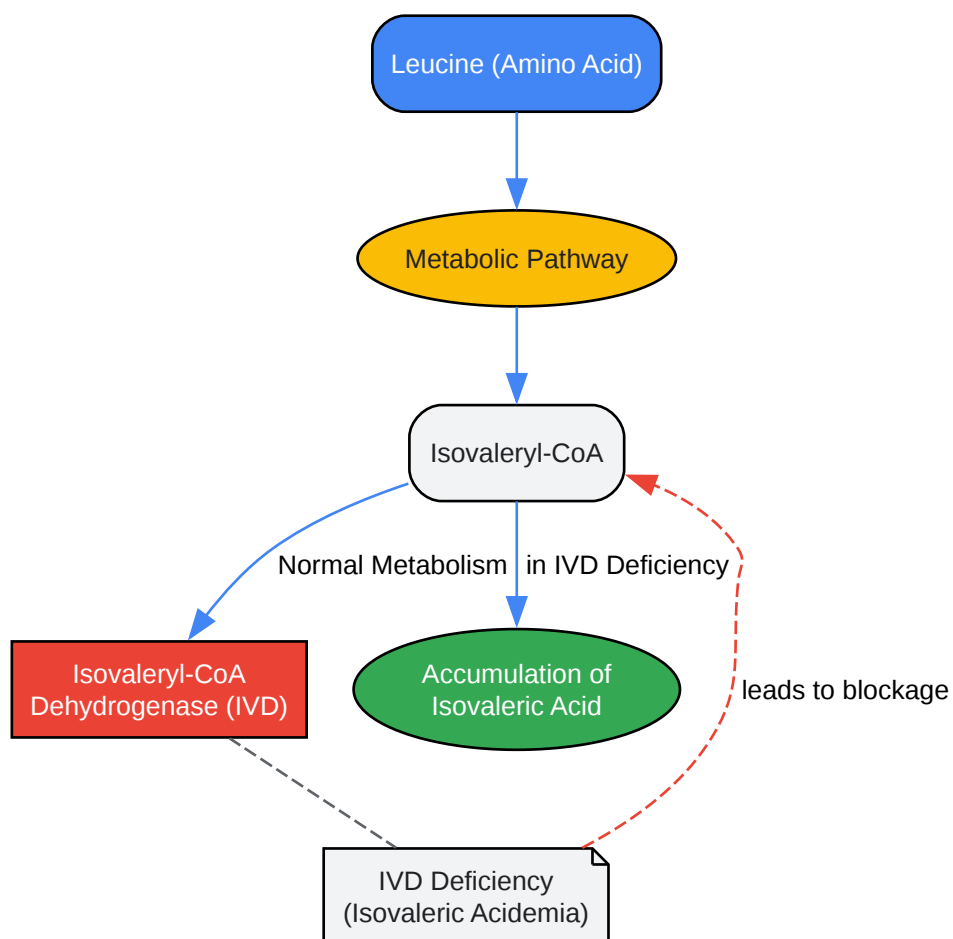 Leucine (Amino Acid)
Metabolic Pathway
Isovaleryl-CoA
Normal Metabolism
in IVD Deficiency
Isovaleryl-CoA
Dehydrogenase (IVD)
Accumulation of
Isovaleric Acid
leads to blockage
IVD Deficiency
(Isovaleric Acidemia)